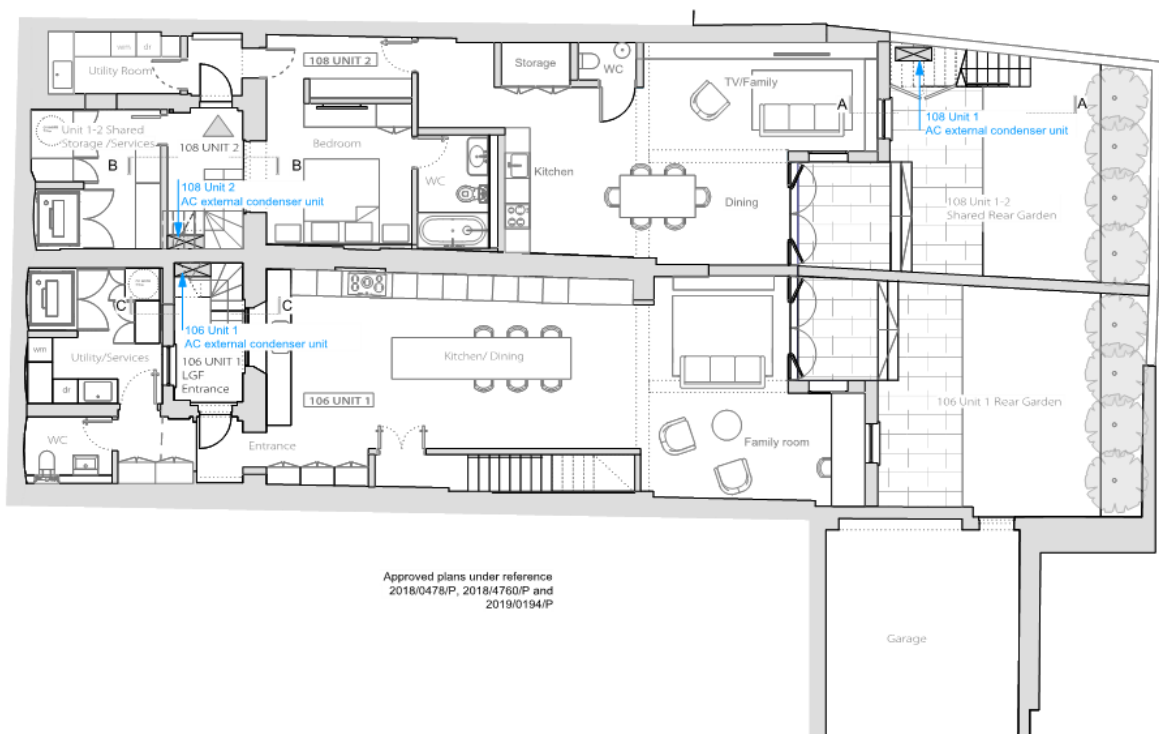 wm
dr
Utility Room
108 UNIT 2
Storage
WC
TV/Family
A
A
108 Unit 1
AC external condenser unit
Unit 1-2 Shared
Storage /Services
108 UNIT 2
B
B
Bedroom
WC
Kitchen
Dining
108 Unit 2
AC external condenser unit
108 Unit 1-2
Shared Rear Garden
C
C
106 Unit 1
AC external condenser unit
wm
Utility/Services
dr
106 UNIT 1
LGF
Entrance
Kitchen/ Dining
106 UNIT 1
106 Unit 1 Rear Garden
WC
Entrance
Family room
Approved plans under reference
2018/0478/P, 2018/4760/P and
2019/0194/P
Garage